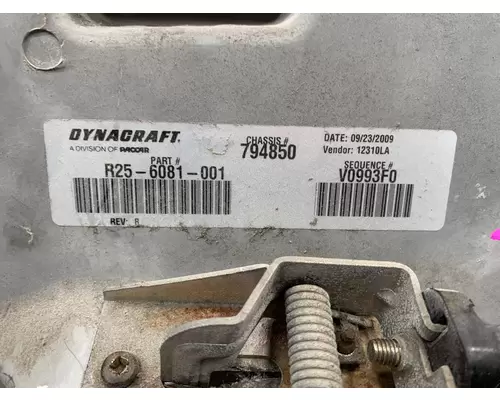 DYNACRAFT.
A DIVISION OF PACCAR
CHASSIS#
794850
DATE: 09/23/2009
Vendor: 12310LA
PART #
R25-6081-001
SEQUENCE #
V0993F0
REV: B